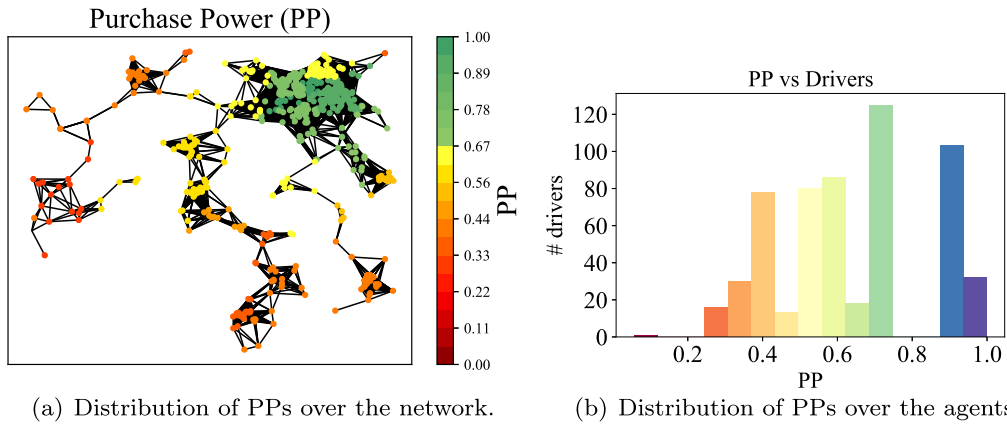 Purchase Power (PP)
1.00
0.89
0.78
0.67
0.56
0.44
0.33
0.22
0.11
0.00
PP
(a) Distribution of PPs over the network.
PP vs Drivers
120
100
80
60
40
20
0
# drivers
0.2 0.4 0.6 0.8 1.0
PP
(b) Distribution of PPs over the agents